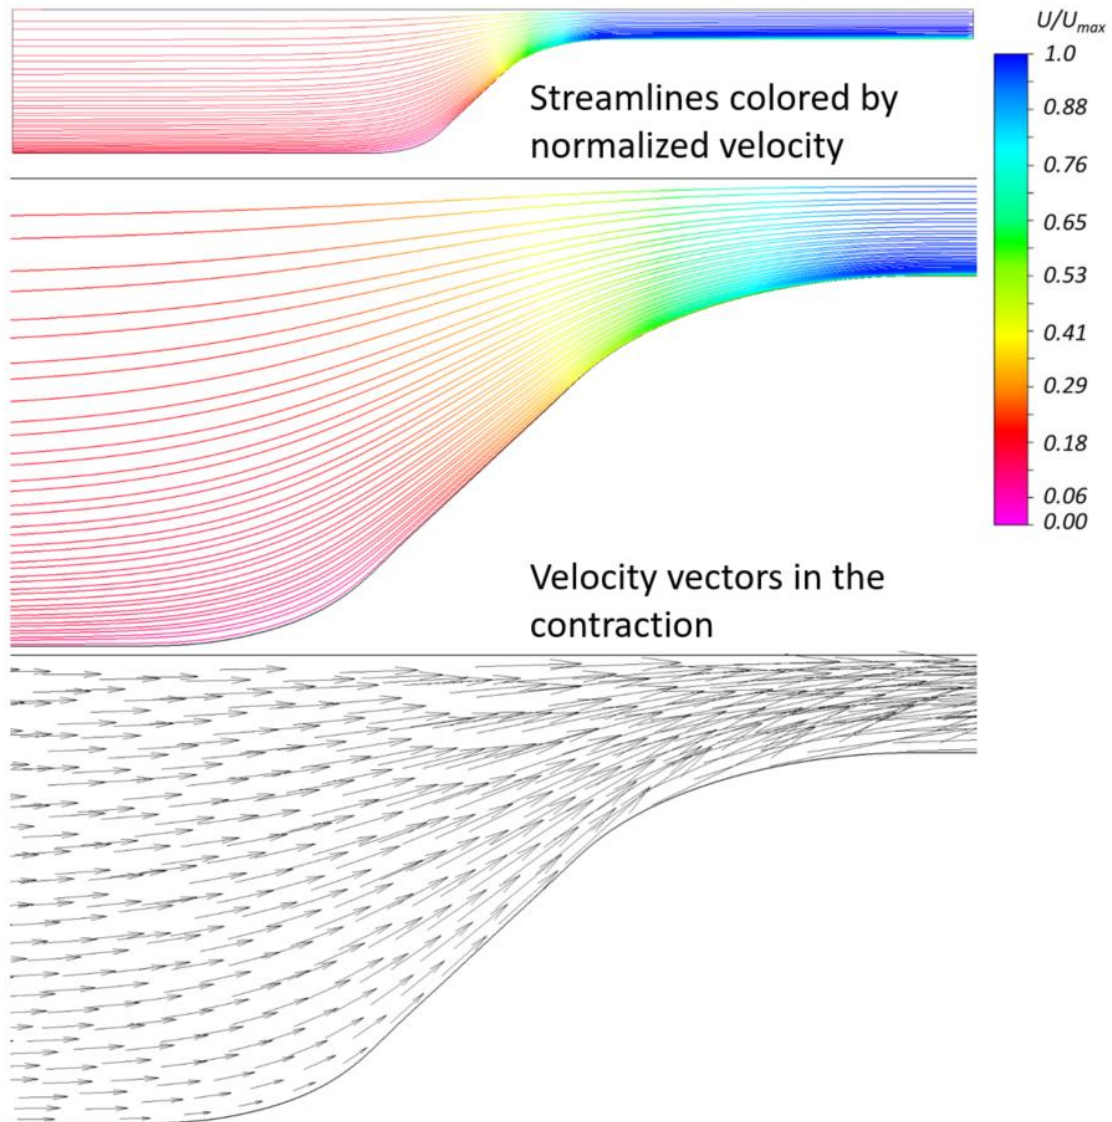 U/Umax
1.0
0.88
0.76
0.65
0.53
0.41
0.29
0.18
0.06
0.00
Streamlines colored by
normalized velocity
Velocity vectors in the
contraction